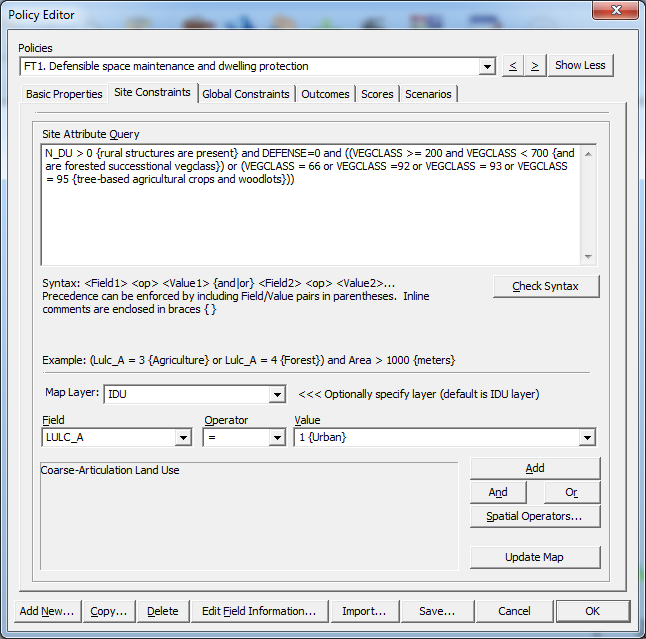 Policy Editor
Policies
FT1. Defensible space maintenance and dwelling protection
<
>
Show Less
Basic Properties
Site Constraints
Global Constraints
Outcomes
Scores
Scenarios
Site Attribute Query
N_DU > 0 {rural structures are present} and DEFENSE=0 and ((VEGCLASS >= 200 and VEGCLASS < 700 {and
are forested successtional vegclass}) or (VEGCLASS = 66 or VEGCLASS =92 or VEGCLASS = 93 or VEGCLASS
= 95 {tree-based agricultural crops and woodlots}))
Syntax: <Field1> <op> <Value1> {and|or} <Field2> <op> <Value2>...
Precedence can be enforced by including Field/Value pairs in parentheses. Inline
comments are enclosed in braces { }
Check Syntax
Example: (Lulc_A = 3 {Agriculture} or Lulc_A = 4 {Forest}) and Area > 1000 {meters}
Map Layer: IDU <<< Optionally specify layer (default is IDU layer)
Field Operator Value
LULC_A = 1 {Urban}
Coarse-Articulation Land Use
Add
And Or
Spatial Operators...
Update Map
Add New... Copy... Delete Edit Field Information... Import... Save... Cancel OK